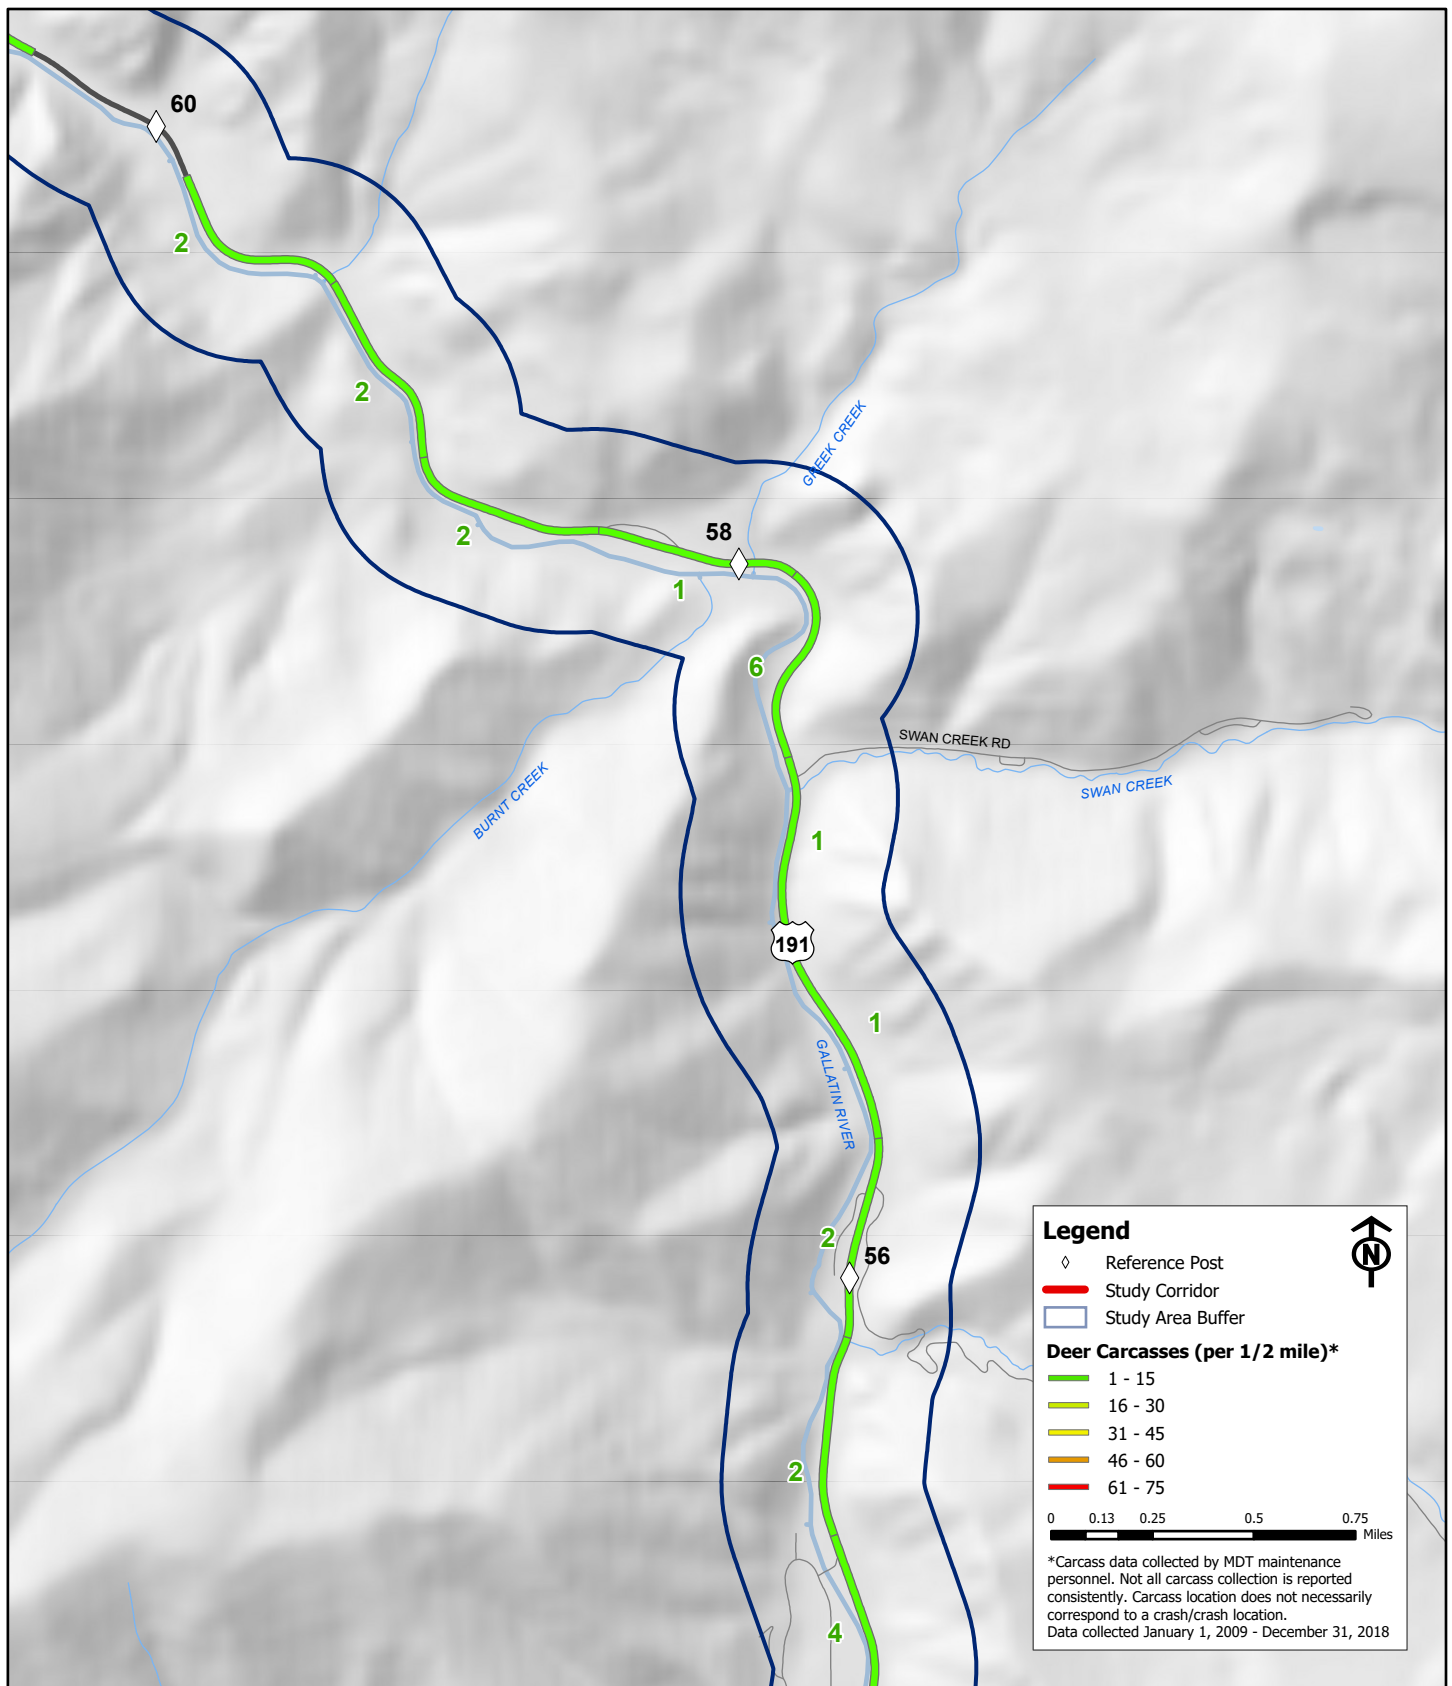 60
2
2
GREEK CREEK
58
2
1
6
SWAN CREEK RD
SWAN CREEK
BURNT CREEK
1
191
1
GALLATIN RIVER
2
56
2
4
Legend
N
Reference Post
Study Corridor
Study Area Buffer
Deer Carcasses (per 1/2 mile)*
1 - 15
16 - 30
31 - 45
46 - 60
61 - 75
0 0.13 0.25 0.5 0.75
Miles
*Carcass data collected by MDT maintenance
personnel. Not all carcass collection is reported
consistently. Carcass location does not necessarily
correspond to a crash/crash location.
Data collected January 1, 2009 - December 31, 2018